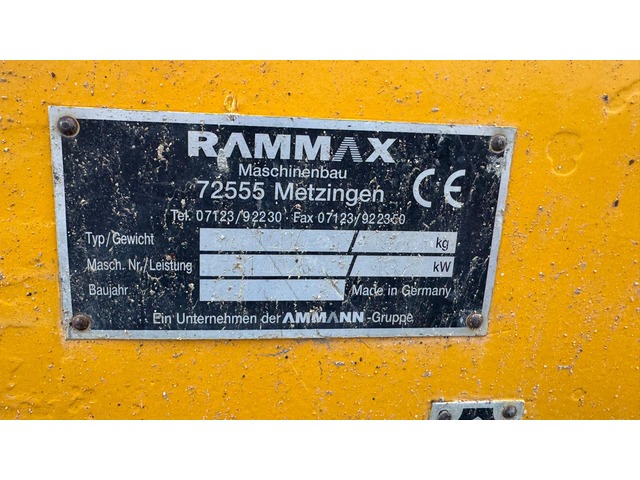 RAMMAX
Maschinenbau
72555 Metzingen
CE
Tel. 07123/92230 · Fax 07123/922350
Typ/Gewicht / kg
Masch. Nr./Leistung / kW
Baujahr Made in Germany
Ein Unternehmen der AMMANN-Gruppe